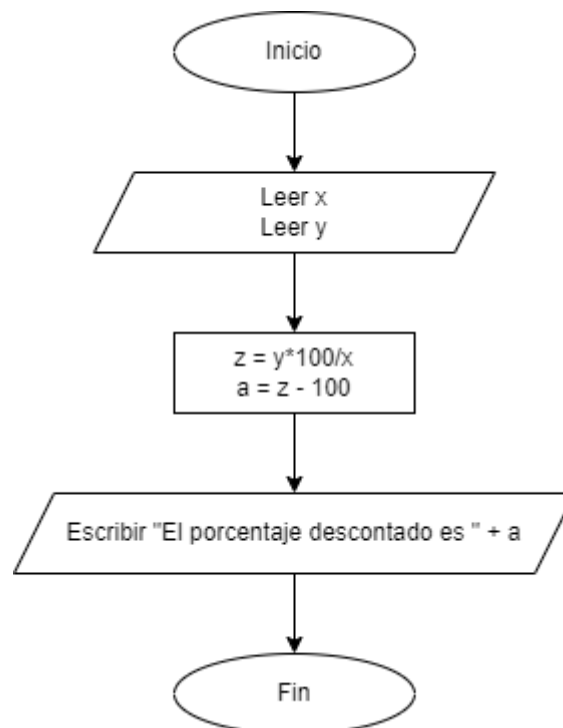 Inicio
Leer x
Leer y
z = y*100/x
a = z - 100
Escribir "El porcentaje descontado es " + a
Fin